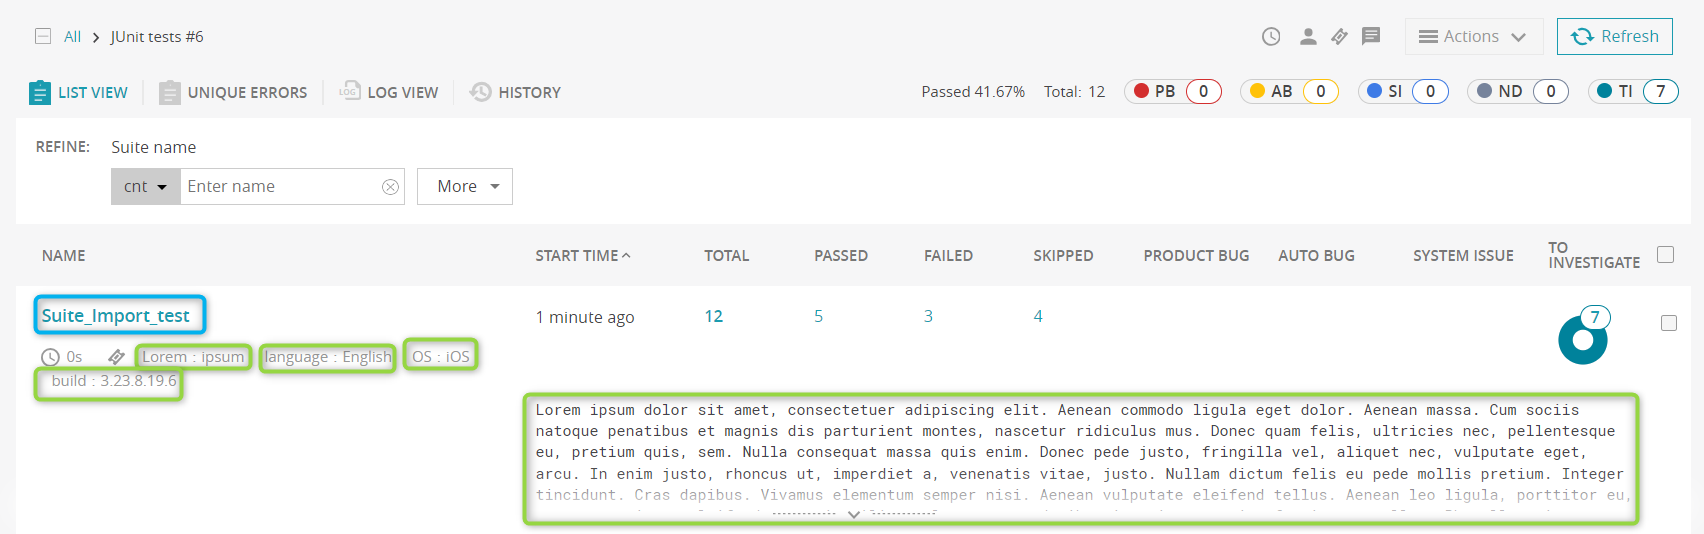 All > JUnit tests #6
Actions
Refresh
LIST VIEW
UNIQUE ERRORS
LOG
LOG VIEW
HISTORY
Passed 41.67% Total: 12
PB 0
AB 0
SI 0
ND 0
TI 7
REFINE: Suite name
cnt Enter name More
NAME START TIME TOTAL PASSED FAILED SKIPPED PRODUCT BUG AUTO BUG SYSTEM ISSUE TO INVESTIGATE
Suite_Import_test 1 minute ago 12 5 3 4 7
0s Lorem : ipsum language : English OS : iOS
build : 3.23.8.19.6
Lorem ipsum dolor sit amet, consectetuer adipiscing elit. Aenean commodo ligula eget dolor. Aenean massa. Cum sociis
natoque penatibus et magnis dis parturient montes, nascetur ridiculus mus. Donec quam felis, ultricies nec, pellentesque
eu, pretium quis, sem. Nulla consequat massa quis enim. Donec pede justo, fringilla vel, aliquet nec, vulputate eget,
arcu. In enim justo, rhoncus ut, imperdiet a, venenatis vitae, justo. Nullam dictum felis eu pede mollis pretium. Integer
tincidunt. Cras dapibus. Vivamus elementum semper nisi. Aenean vulputate eleifend tellus. Aenean leo ligula, porttitor eu,